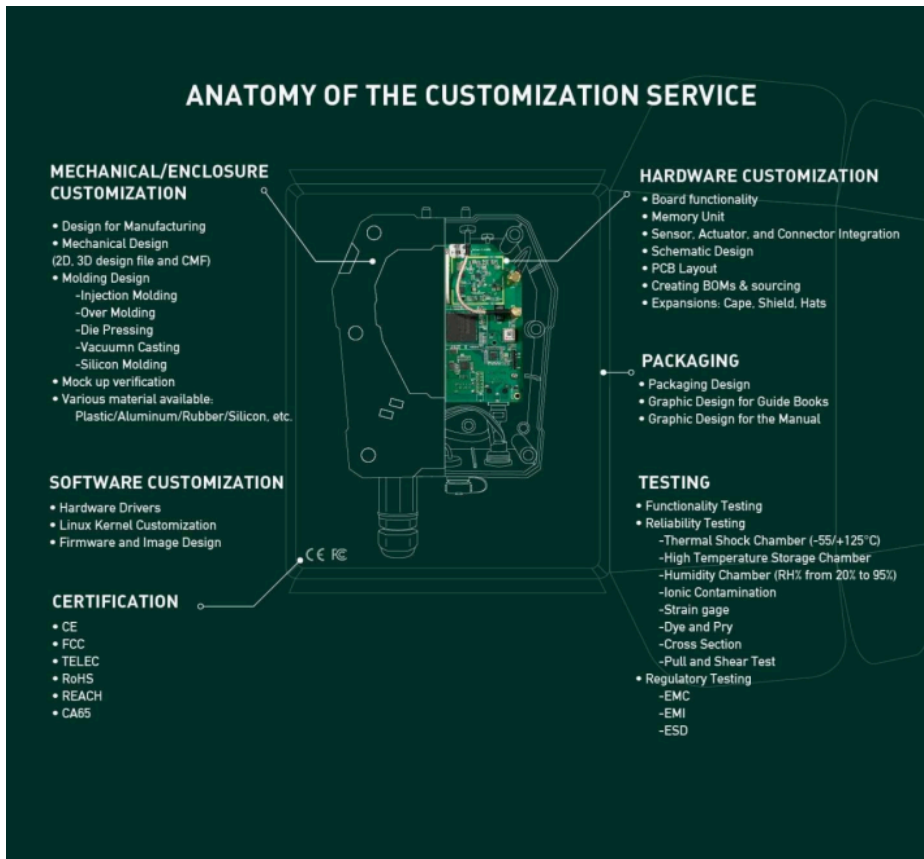 ANATOMY OF THE CUSTOMIZATION SERVICE
MECHANICAL/ENCLOSURE
CUSTOMIZATION
• Design for Manufacturing
• Mechanical Design
(2D, 3D design file and CMF)
• Molding Design
-Injection Molding
-Over Molding
-Die Pressing
-Vacuumn Casting
-Silicon Molding
• Mock up verification
• Various material available:
Plastic/Aluminum/Rubber/Silicon, etc.
SOFTWARE CUSTOMIZATION
• Hardware Drivers
• Linux Kernel Customization
• Firmware and Image Design
CERTIFICATION
• CE
• FCC
• TELEC
• RoHS
• REACH
• CA65
CE FC
HARDWARE CUSTOMIZATION
• Board functionality
• Memory Unit
• Sensor, Actuator, and Connector Integration
• Schematic Design
• PCB Layout
• Creating BOMs & sourcing
• Expansions: Cape, Shield, Hats
PACKAGING
• Packaging Design
• Graphic Design for Guide Books
• Graphic Design for the Manual
TESTING
• Functionality Testing
• Reliability Testing
-Thermal Shock Chamber (-55/+125°C)
-High Temperature Storage Chamber
-Humidity Chamber (RH% from 20% to 95%)
-Ionic Contamination
-Strain gage
-Dye and Pry
-Cross Section
-Pull and Shear Test
• Regulatory Testing
-EMC
-EMI
-ESD